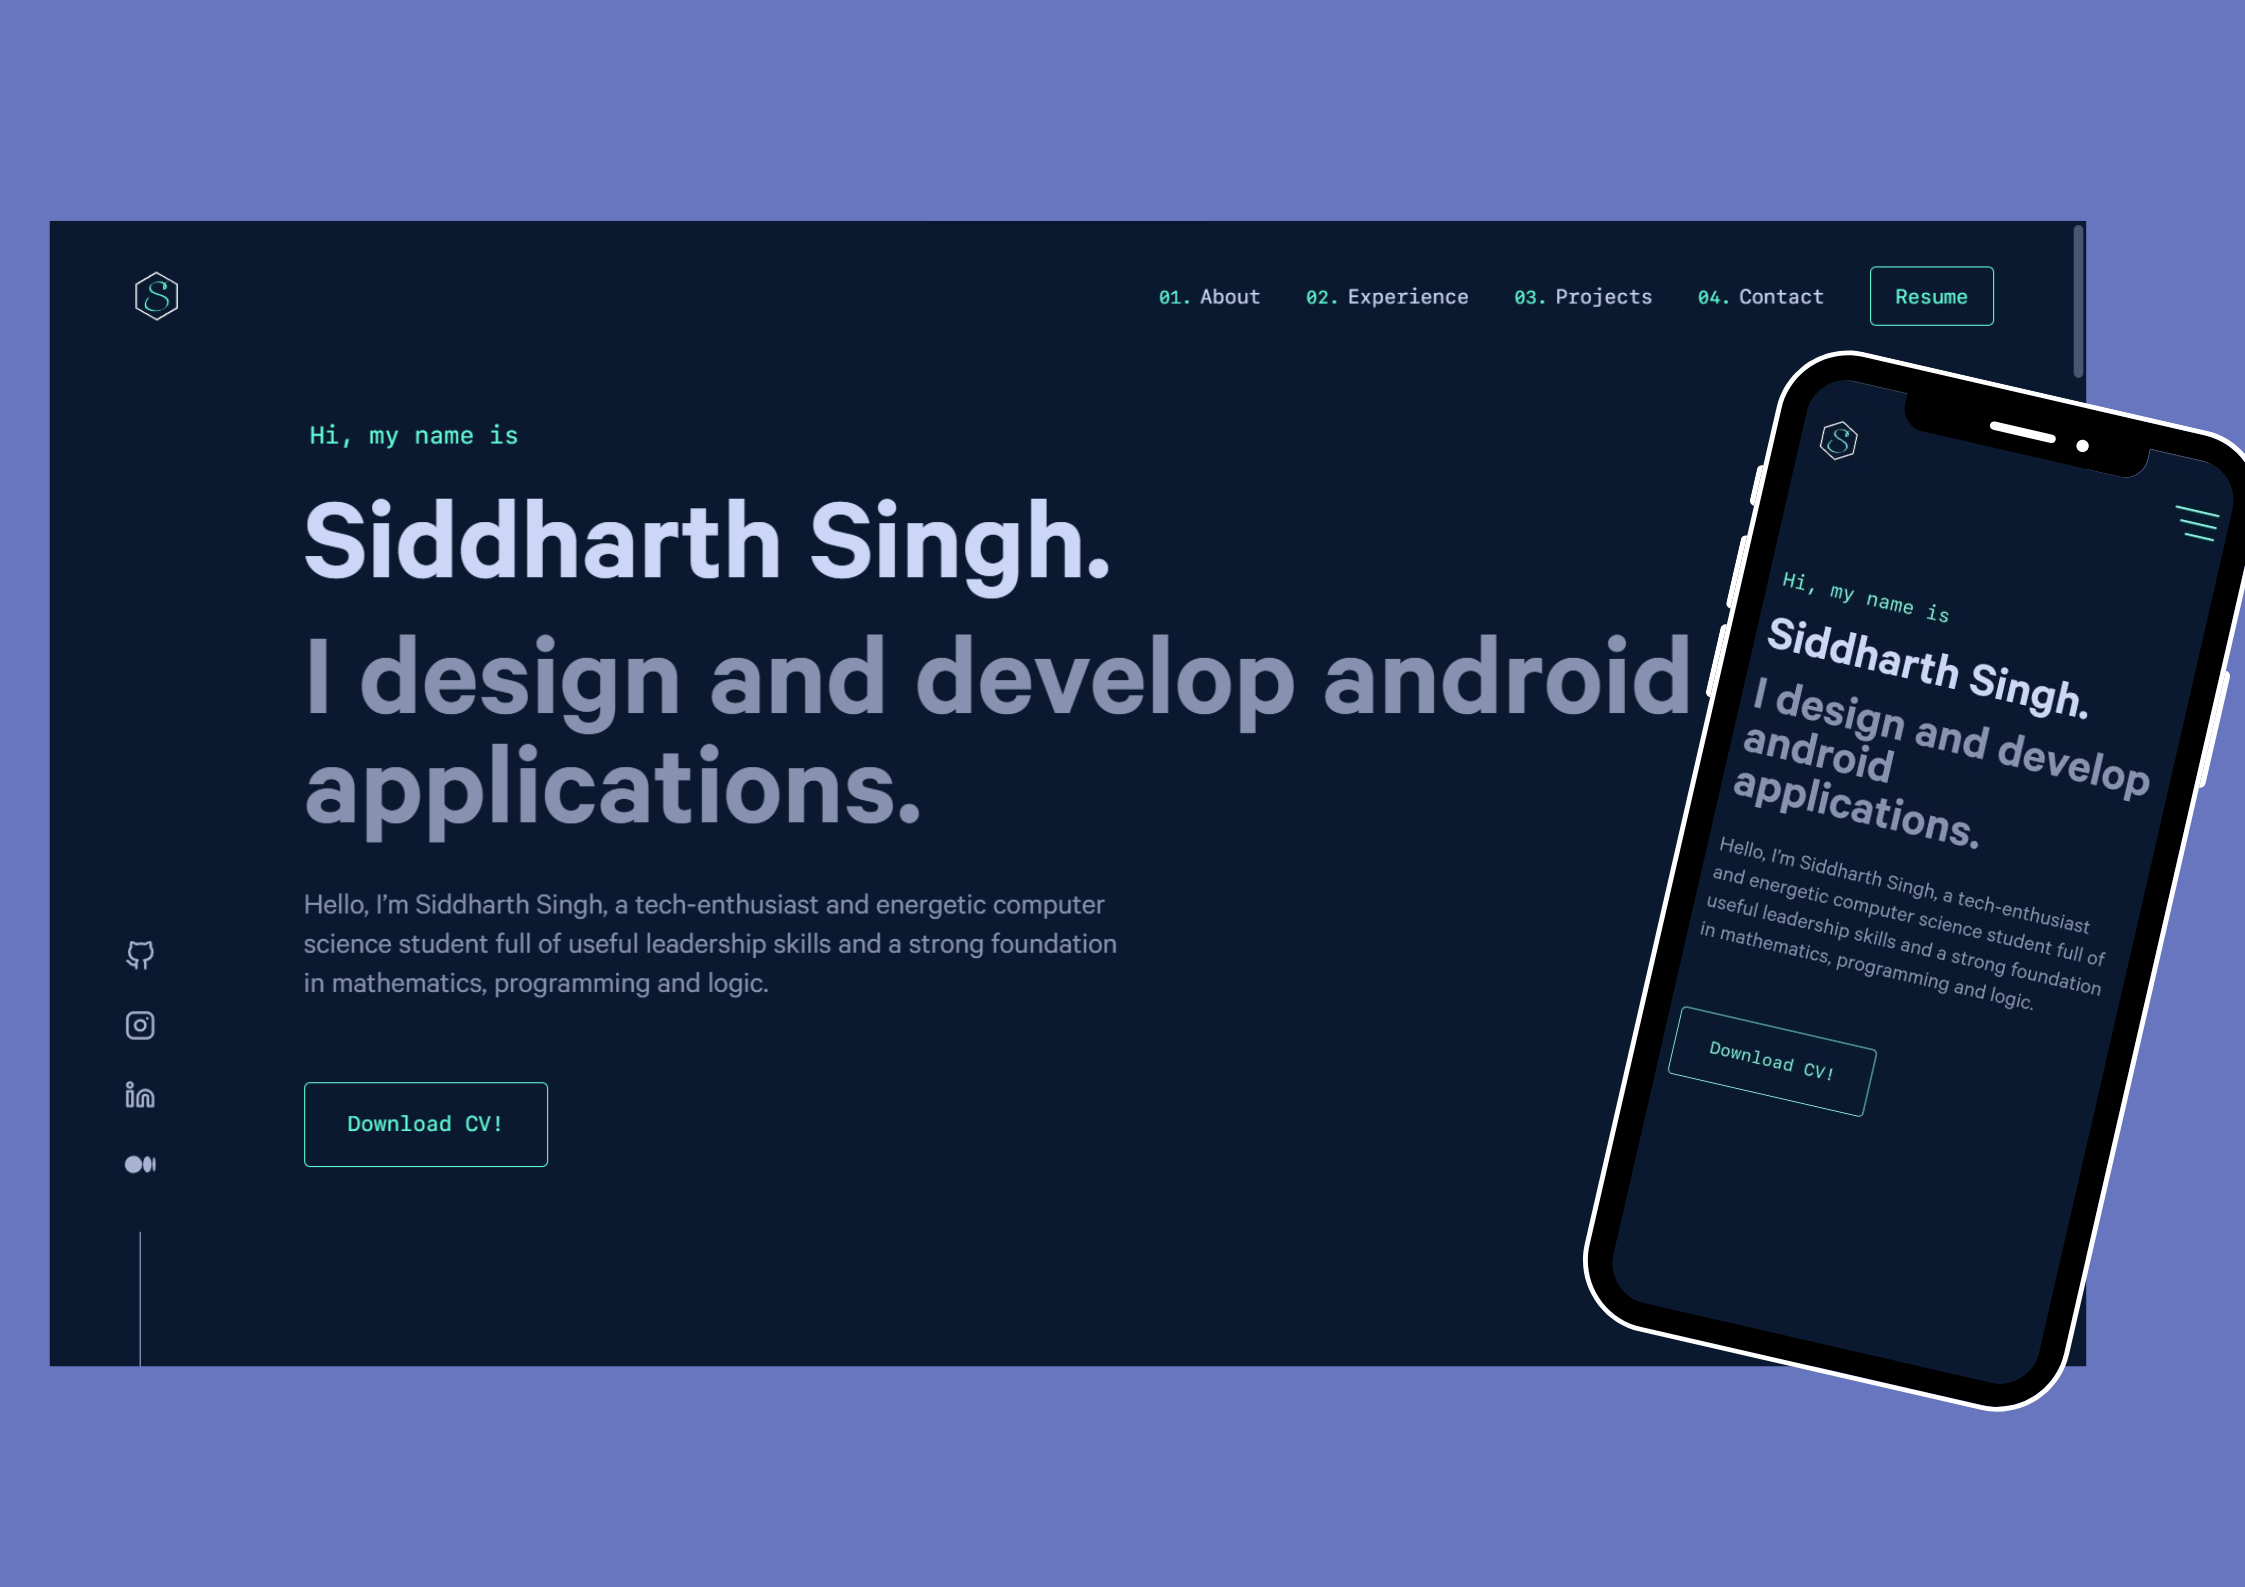 S
01. About 02. Experience 03. Projects 04. Contact Resume
Hi, my name is
Siddharth Singh.
I design and develop android
applications.
Hello, I'm Siddharth Singh, a tech-enthusiast and energetic computer
science student full of useful leadership skills and a strong foundation
in mathematics, programming and logic.
Download CV!
S
Hi, my name is
Siddharth Singh.
I design and develop
android
applications.
Hello, I'm Siddharth Singh, a tech-enthusiast
and energetic computer science student full of
useful leadership skills and a strong foundation
in mathematics, programming and logic.
Download CV!